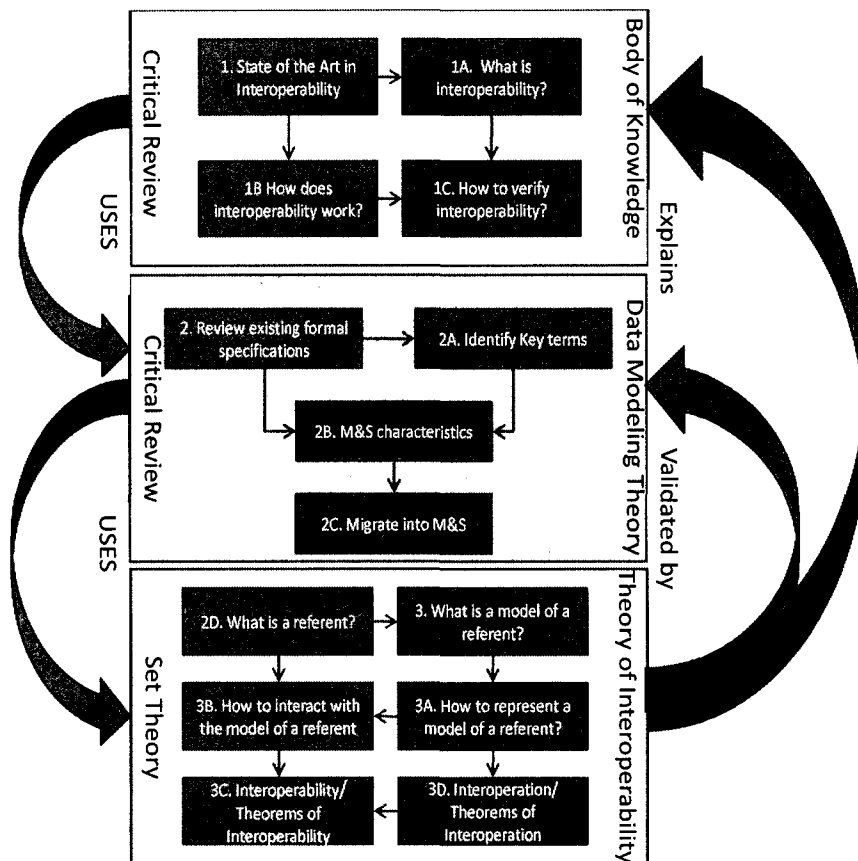 Critical Review
1. State of the Art in
Interoperability
1A. What is
interoperability?
1B How does
interoperability work?
1C. How to verify
interoperability?
Body of Knowledge
USES
Explains
Critical Review
2. Review existing formal
specifications
2A. Identify Key terms
2B. M&S characteristics
2C. Migrate into M&S
Data Modeling Theory
USES
Validated by
Set Theory
2D. What is a referent?
3. What is a model of a
referent?
3B. How to interact with
the model of a referent
3A. How to represent a
model of a referent?
3C. Interoperability/
Theorems of
Interoperability
3D. Interoperation/
Theorems of
Interoperation
Theory of Interoperability